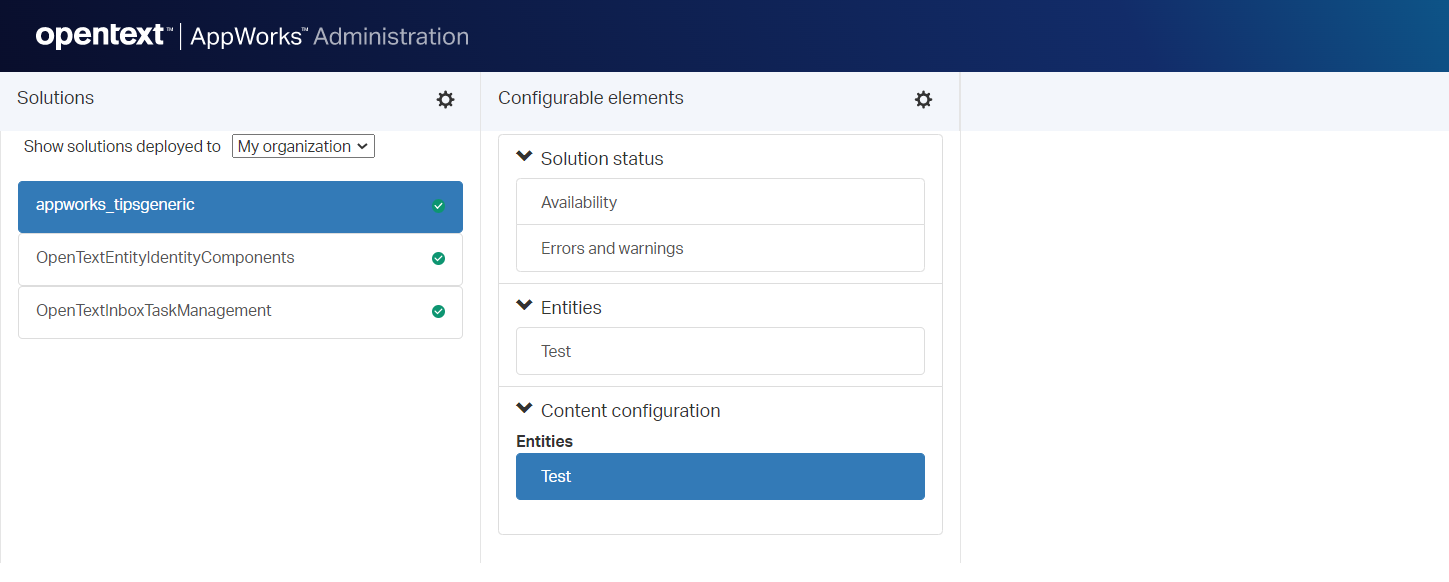 opentext™ | AppWorks™ Administration
Solutions
Configurable elements
Show solutions deployed to My organization
appworks_tipsgeneric
OpenTextEntityIdentityComponents
OpenTextInboxTaskManagement
Solution status
Availability
Errors and warnings
Entities
Test
Content configuration
Entities
Test